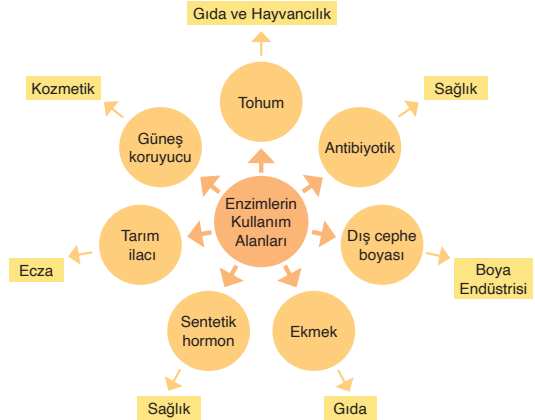 Gıda ve Hayvancılık
Kozmetik
Sağlık
Tohum
Güneş
koruyucu
Antibiyotik
Enzimlerin
Kullanım
Alanları
Tarım
ilacı
Dış cephe
boyası
Ecza
Boya
Endüstrisi
Sentetik
hormon
Ekmek
Sağlık
Gıda